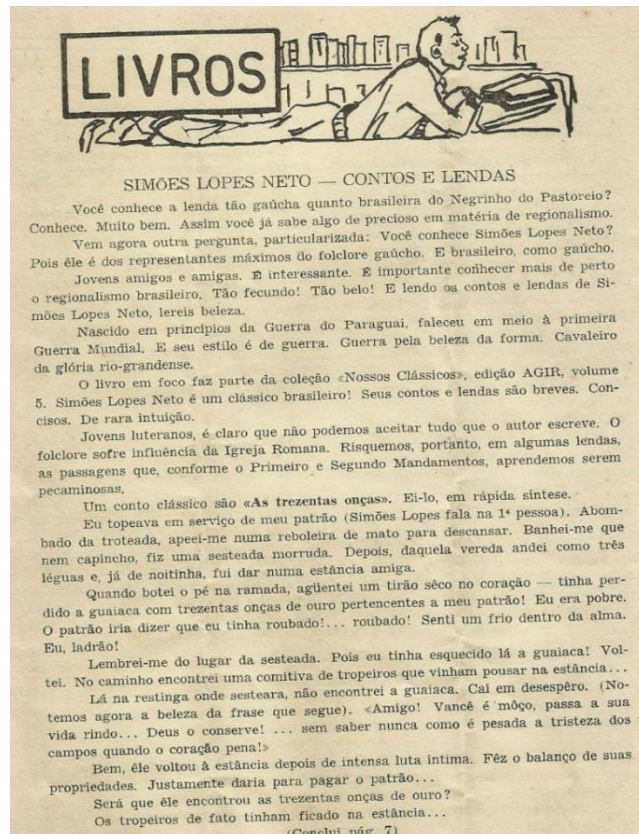 LIVROS
SIMÕES LOPES NETO — CONTOS E LENDAS
Você conhece a lenda tão gaúcha quanto brasileira do Negrinho do Pastoreio?
Conhece. Muito bem. Assim você já sabe algo de precioso em matéria de regionalismo.
Vem agora outra pergunta, particularizada: Você conhece Simões Lopes Neto?
Pois êle é dos representantes máximos do folclore gaúcho. E brasileiro, como gaúcho.
Jovens amigos e amigas. É interessante. É importante conhecer mais de perto
o regionalismo brasileiro. Tão fecundo! Tão belo! E lendo os contos e lendas de Si-
mões Lopes Neto, lereis beleza.
Nascido em princípios da Guerra do Paraguai, faleceu em meio à primeira
Guerra Mundial. E seu estilo é de guerra. Guerra pela beleza da forma. Cavaleiro
da glória rio-grandense.
O livro em foco faz parte da coleção «Nossos Clássicos», edição AGIR, volume
5. Simões Lopes Neto é um clássico brasileiro! Seus contos e lendas são breves. Con-
cisos. De rara intuição.
Jovens luteranos, é claro que não podemos aceitar tudo que o autor escreve. O
folclore sofre influência da Igreja Romana. Risquemos, portanto, em algumas lendas,
as passagens que, conforme o Primeiro e Segundo Mandamentos, aprendemos serem
pecaminosas.
Um conto clássico são «As trezentas onças». Ei-lo, em rápida síntese.
Eu topeava em serviço de meu patrão (Simões Lopes fala na 1ª pessoa). Abom-
bado da troteada, apeei-me numa reboleira de mato para descansar. Banhei-me que
nem capincho, fiz uma sesteada morruda. Depois, daquela vereda andei como três
léguas e, já de noitinha, fui dar numa estância amiga.
Quando botei o pé na ramada, agüentei um tirão sêco no coração — tinha per-
dido a guaiaca com trezentas onças de ouro pertencentes a meu patrão! Eu era pobre.
O patrão iria dizer que eu tinha roubado!... roubado! Senti um frio dentro da alma.
Eu, ladrão!
Lembrei-me do lugar da sesteada. Pois eu tinha esquecido lá a guaiaca! Vol-
tei. No caminho encontrei uma comitiva de tropeiros que vinham pousar na estância...
Lá na restinga onde sesteara, não encontrei a guaiaca. Caí em desespêro. (No-
temos agora a beleza da frase que segue). «Amigo! Vancê é môço, passa a sua
vida rindo... Deus o conserve! ... sem saber nunca como é pesada a tristeza dos
campos quando o coração pena!»
Bem, êle voltou à estância depois de intensa luta íntima. Fêz o balanço de suas
propriedades. Justamente daria para pagar o patrão...
Será que êle encontrou as trezentas onças de ouro?
Os tropeiros de fato tinham ficado na estância...
(Conclui pág. 7)